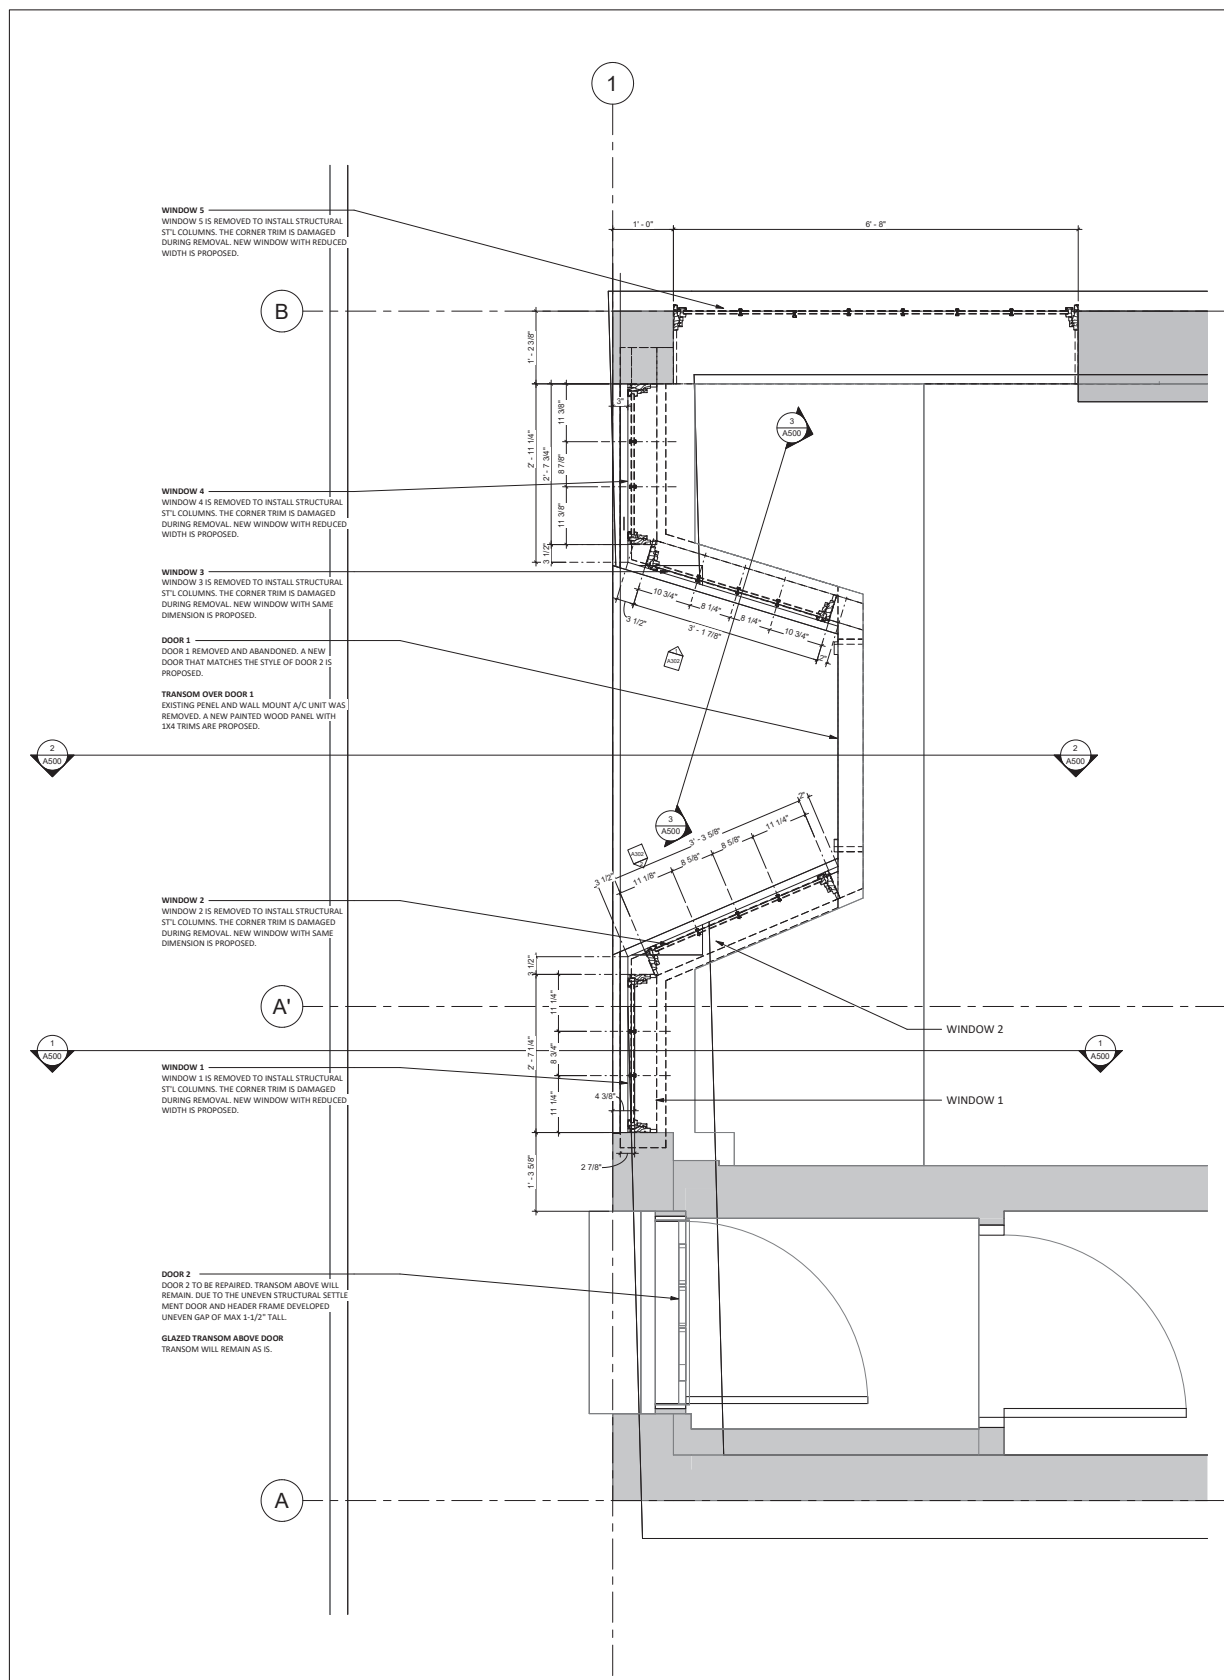 1
1' - 0"
6' - 8"
WINDOW 5
WINDOW 5 IS REMOVED TO INSTALL STRUCTURAL
ST'L COLUMNS. THE CORNER TRIM IS DAMAGED
DURING REMOVAL. NEW WINDOW WITH REDUCED
WIDTH IS PROPOSED.
B
1' - 2 3/8"
3"
11 3/8"
8 7/8"
11 3/8"
2' - 7 3/4"
2' - 11 1/4"
3 1/2"
3
A500
WINDOW 4
WINDOW 4 IS REMOVED TO INSTALL STRUCTURAL
ST'L COLUMNS. THE CORNER TRIM IS DAMAGED
DURING REMOVAL. NEW WINDOW WITH REDUCED
WIDTH IS PROPOSED.
WINDOW 3
WINDOW 3 IS REMOVED TO INSTALL STRUCTURAL
ST'L COLUMNS. THE CORNER TRIM IS DAMAGED
DURING REMOVAL. NEW WINDOW WITH SAME
DIMENSION IS PROPOSED.
10 3/4"
8 1/4"
8 1/4"
10 3/4"
3 1/2"
3' - 1 7/8"
2"
1
A302
DOOR 1
DOOR 1 REMOVED AND ABANDONED. A NEW
DOOR THAT MATCHES THE STYLE OF DOOR 2 IS
PROPOSED.
TRANSOM OVER DOOR 1
EXISTING PENEL AND WALL MOUNT A/C UNIT WAS
REMOVED. A NEW PAINTED WOOD PANEL WITH
1X4 TRIMS ARE PROPOSED.
2
A500
2
A500
3
A500
2"
3' - 3 5/8"
11 1/4"
8 5/8"
8 5/8"
11 1/8"
3 1/2"
A302
2
WINDOW 2
WINDOW 2 IS REMOVED TO INSTALL STRUCTURAL
ST'L COLUMNS. THE CORNER TRIM IS DAMAGED
DURING REMOVAL. NEW WINDOW WITH SAME
DIMENSION IS PROPOSED.
3 1/2"
11 1/4"
8 3/4"
11 1/4"
2' - 7 1/4"
A'
WINDOW 2
1
A500
1
A500
WINDOW 1
WINDOW 1 IS REMOVED TO INSTALL STRUCTURAL
ST'L COLUMNS. THE CORNER TRIM IS DAMAGED
DURING REMOVAL. NEW WINDOW WITH REDUCED
WIDTH IS PROPOSED.
4 3/8"
WINDOW 1
2 7/8"
1' - 3 5/8"
DOOR 2
DOOR 2 TO BE REPAIRED. TRANSOM ABOVE WILL
REMAIN. DUE TO THE UNEVEN STRUCTURAL SETTLE
MENT DOOR AND HEADER FRAME DEVELOPED
UNEVEN GAP OF MAX 1-1/2" TALL.
GLAZED TRANSOM ABOVE DOOR
TRANSOM WILL REMAIN AS IS.
A